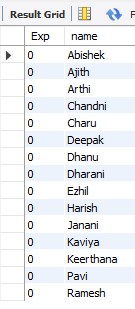 Result Grid F
Exp name
0 Abishek
0 Ajith
0 Arthi
0 Chandni
0 Charu
0 Deepak
0 Dhanu
0 Dharani
0 Ezhil
0 Harish
0 Janani
0 Kaviya
0 Keerthana
0 Pavi
0 Ramesh